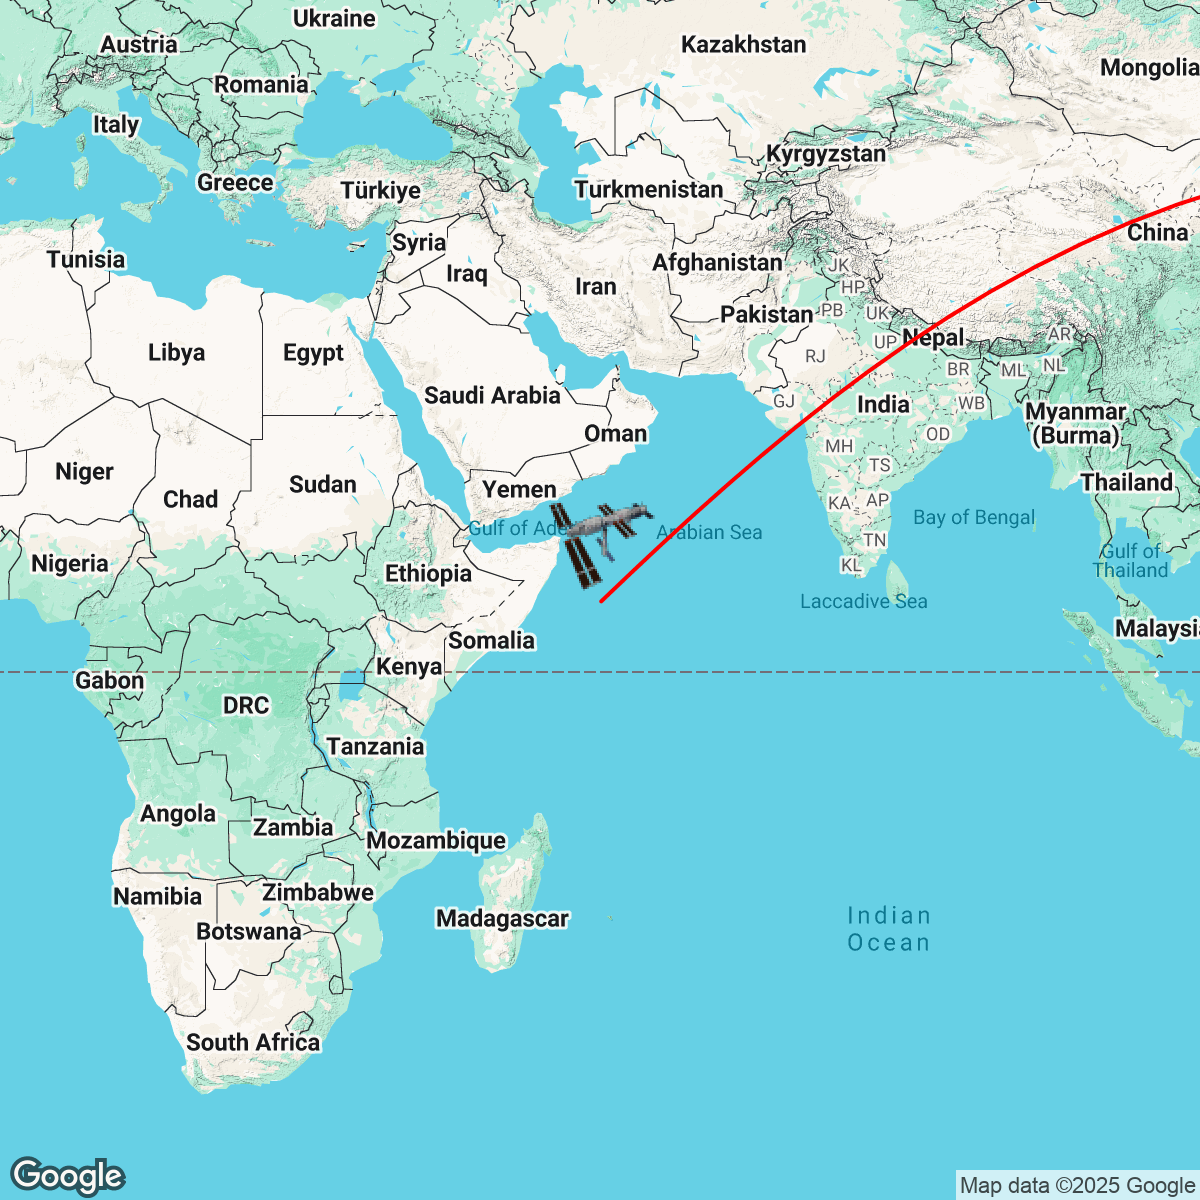 Ukraine
Austria
Kazakhstan
Mongolia
Romania
Italy
Kyrgyzstan
Greece
Türkiye
Turkmenistan
China
Syria
Tunisia
Afghanistan
JK
Iraq
Iran
HP
Pakistan
PB
UK
Nepal
AR
UP
Libya
Egypt
RJ
ML
NL
BR
Saudi Arabia
GJ
India
WB
Myanmar
(Burma)
Oman
OD
MH
Niger
TS
Sudan
Yemen
Thailand
Chad
KA
AP
Bay of Bengal
Gulf of Ade
Arabian Sea
TN
Nigeria
Gulf of
Thailand
Ethiopia
KL
Laccadive Sea
Malaysi
Somalia
Kenya
Gabon
DRC
Tanzania
Angola
Zambia
Mozambique
Zimbabwe
Namibia
Madagascar
Indian
Ocean
Botswana
South Africa
Google
Map data ©2025 Google